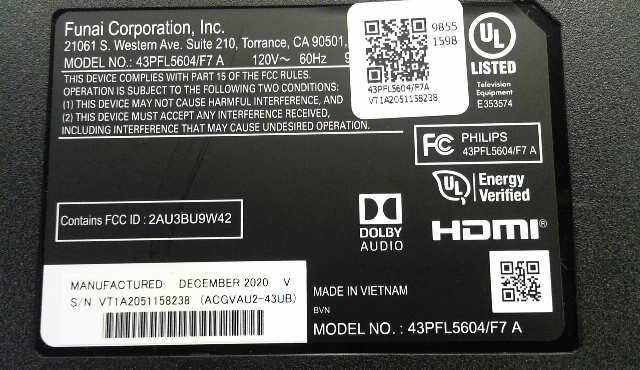 Funai Corporation, Inc.
21061 S. Western Ave. Suite 210, Torrance, CA 90501,
MODEL NO.: 43PFL5604/F7 A 120V～ 60Hz 9
THIS DEVICE COMPLIES WITH PART 15 OF THE FCC RULES.
OPERATION IS SUBJECT TO THE FOLLOWING TWO CONDITIONS:
(1) THIS DEVICE MAY NOT CAUSE HARMFUL INTERFERENCE, AND
(2) THIS DEVICE MUST ACCEPT ANY INTERFERENCE RECEIVED,
INCLUDING INTERFERENCE THAT MAY CAUSE UNDESIRED OPERATION.
9855
1598
43PFL5604/F7A
VT1A2051158238
UL
LISTED
Television
Equipment
E353574
FC PHILIPS
43PFL5604/F7 A
UL Energy
Verified
Contains FCC ID : 2AU3BU9W42
DOLBY
AUDIO
HDMI®
MANUFACTURED: DECEMBER 2020 V
S/N VT1A2051158238 (ACGVAU2-43UB)
MADE IN VIETNAM
BVN
MODEL NO. : 43PFL5604/F7 A